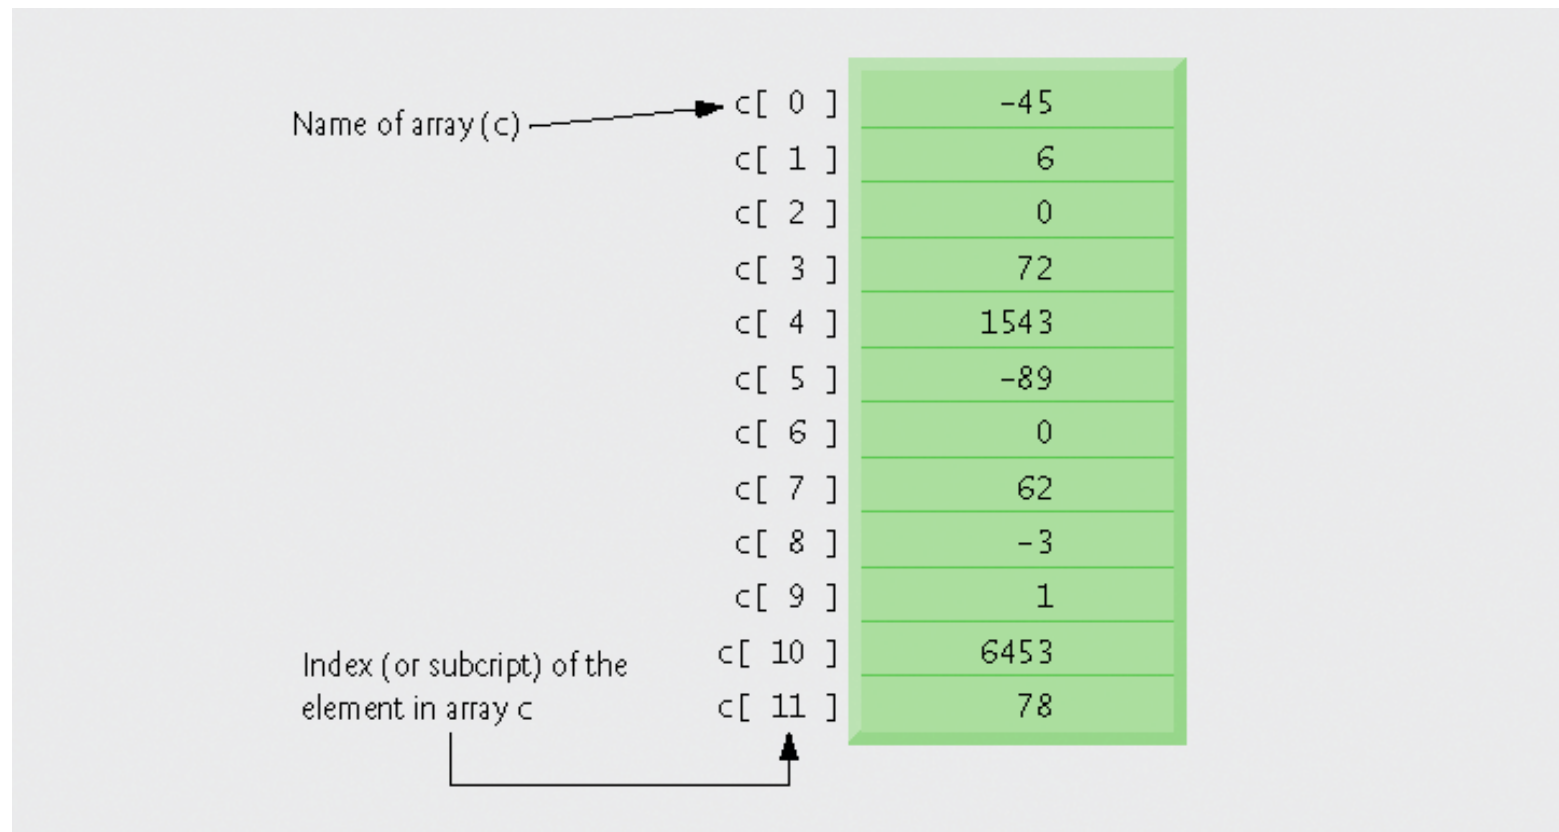 Name of array (c)
c[ 0 ] -45
c[ 1 ] 6
c[ 2 ] 0
c[ 3 ] 72
c[ 4 ] 1543
c[ 5 ] -89
c[ 6 ] 0
c[ 7 ] 62
c[ 8 ] -3
c[ 9 ] 1
c[ 10 ] 6453
c[ 11 ] 78
Index (or subcript) of the
element in array c